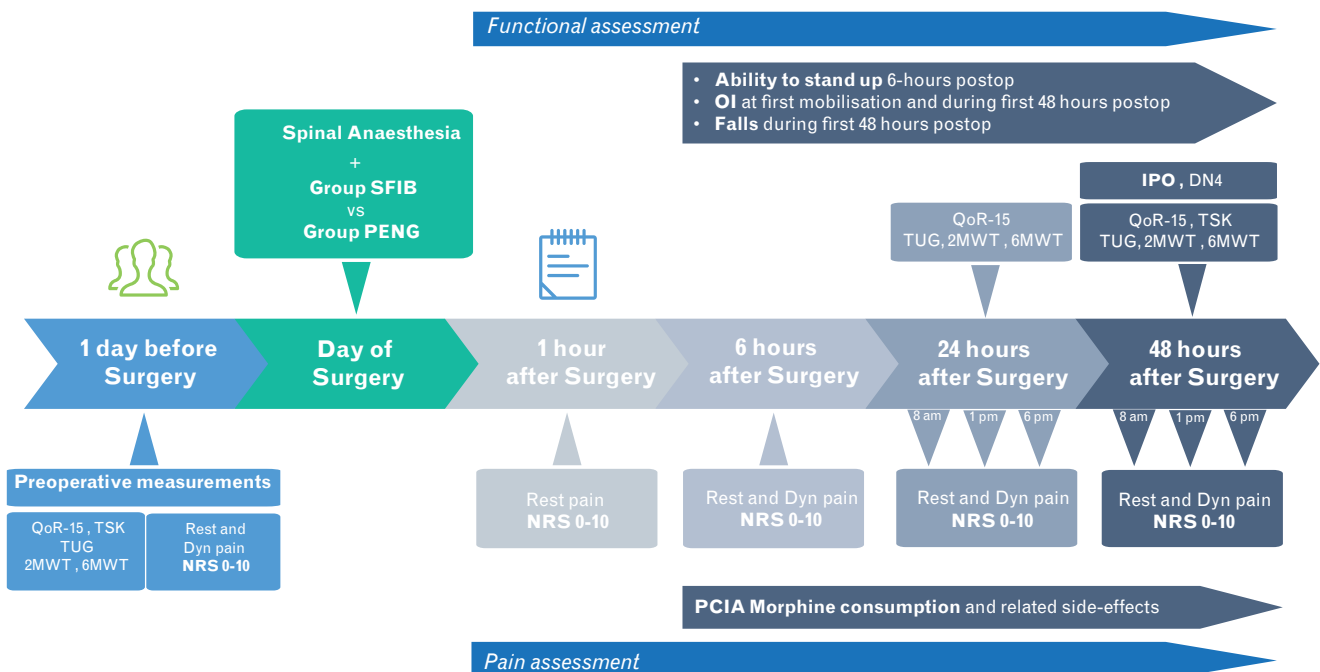 Functional assessment
• Ability to stand up 6-hours postop
• OI at first mobilisation and during first 48 hours postop
• Falls during first 48 hours postop
Spinal Anaesthesia
+
Group SFIB
vs
Group PENG
QoR-15
TUG, 2MWT , 6MWT
IPO , DN4
QoR-15 , TSK
TUG, 2MWT , 6MWT
1 day before
Surgery
Day of
Surgery
1 hour
after Surgery
6 hours
after Surgery
24 hours
after Surgery
48 hours
after Surgery
8 am
1 pm
6 pm
8 am
1 pm
6 pm
Preoperative measurements
QoR-15 , TSK
TUG
2MWT , 6MWT
Rest and
Dyn pain
NRS 0-10
Rest pain
NRS 0-10
Rest and Dyn pain
NRS 0-10
Rest and Dyn pain
NRS 0-10
Rest and Dyn pain
NRS 0-10
PCIA Morphine consumption and related side-effects
Pain assessment